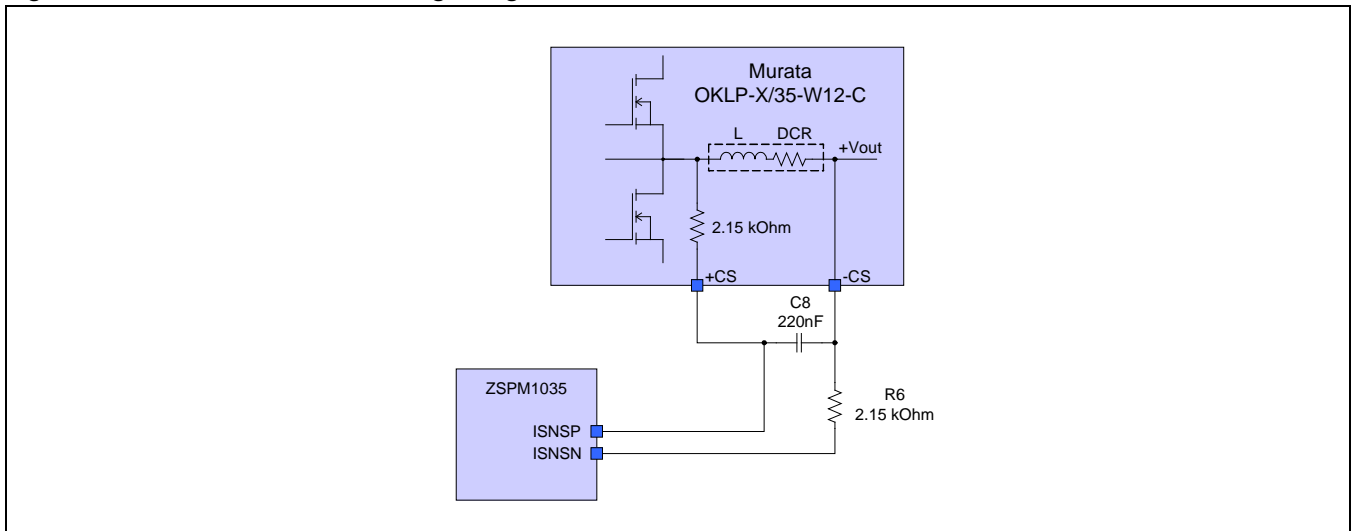 Murata
OKLP-X/35-W12-C
L DCR
+Vout
2.15 kOhm
+CS
-CS
C8
220nF
ZSPM1035
R6
2.15 kOhm
ISNSP
ISNSN